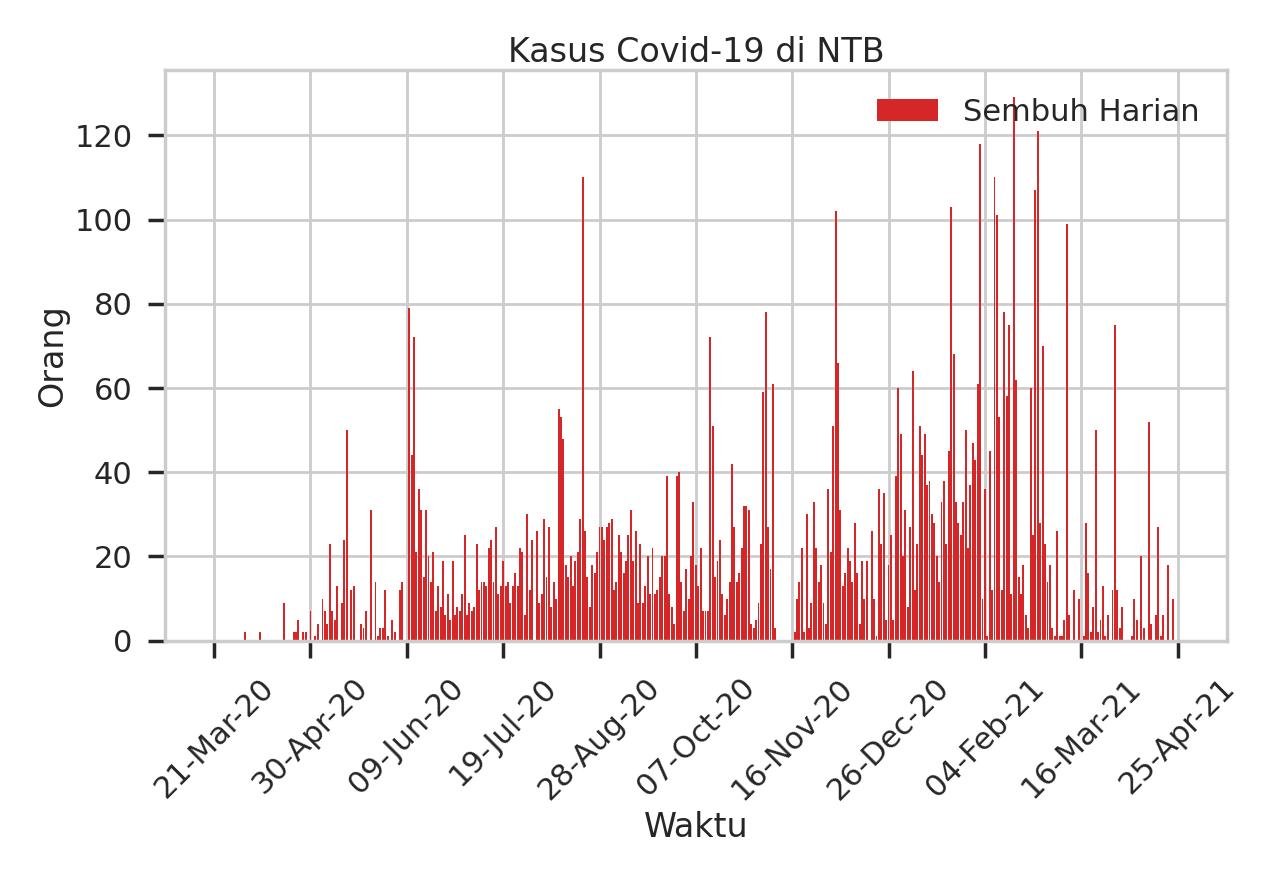 Kasus Covid-19 di NTB
Sembuh Harian
Orang
120
100
80
60
40
20
0
21-Mar-20
30-Apr-20
09-Jun-20
19-Jul-20
28-Aug-20
07-Oct-20
16-Nov-20
26-Dec-20
04-Feb-21
16-Mar-21
25-Apr-21
Waktu